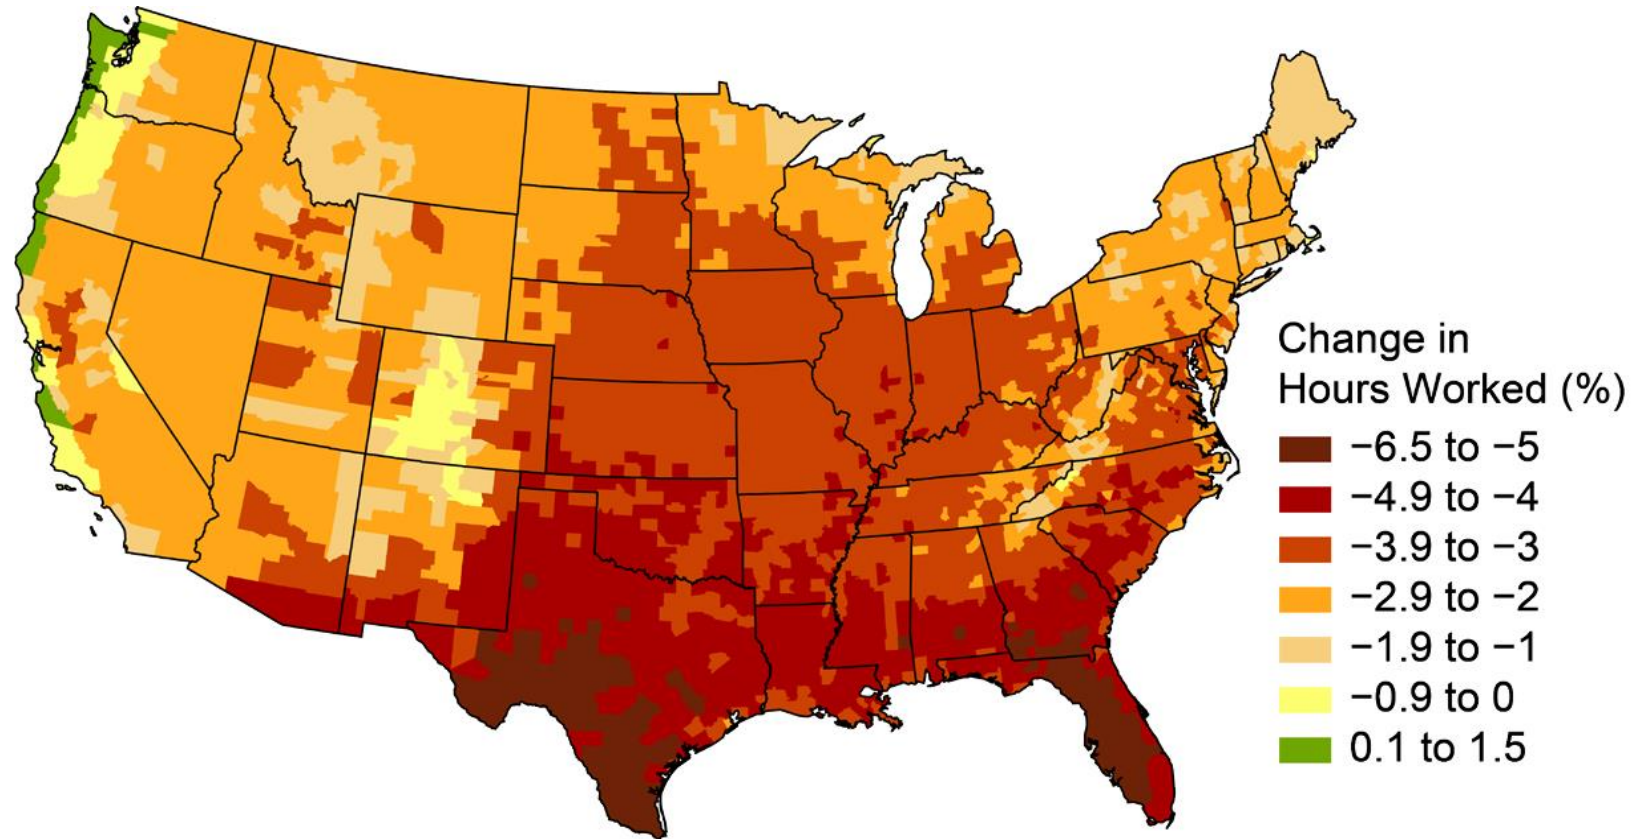 Change in
Hours Worked (%)
−6.5 to −5
−4.9 to −4
−3.9 to −3
−2.9 to −2
−1.9 to −1
−0.9 to 0
0.1 to 1.5